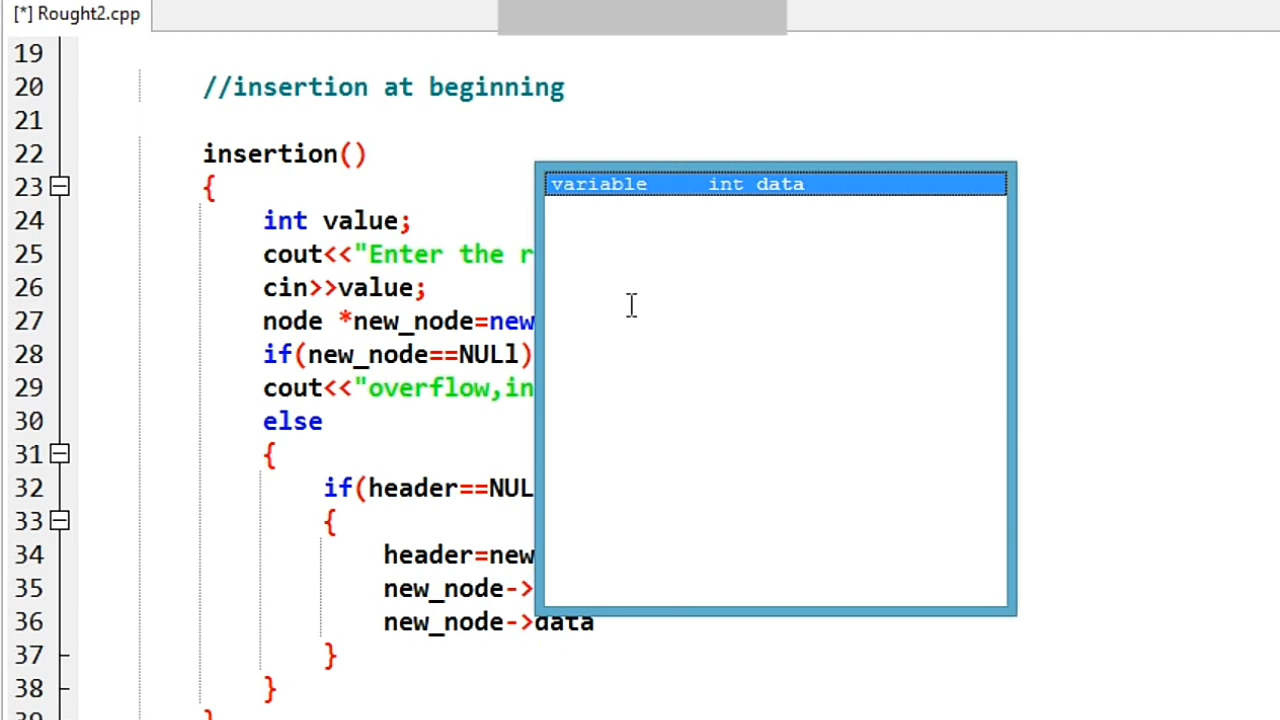 [*] Rought2.cpp
19
20 //insertion at beginning
21
22 insertion()
23 {
24 int value;
25 cout<<"Enter the r
26 cin>>value;
27 node *new_node=new
28 if(new_node==NULl)
29 cout<<"overflow,in
30 else
31 {
32 if(header==NUL
33 {
34 header=new
35 new_node->
36 new_node->data
37 }
38 }
39 }
variable int data